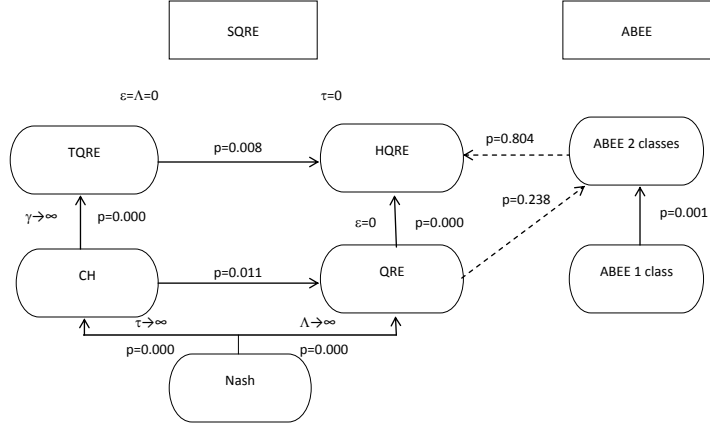 SQRE
ABEE
ε=Λ=0
τ=0
TQRE
p=0.008
HQRE
p=0.804
ABEE 2 classes
γ→∞
p=0.000
ε=0
p=0.000
p=0.238
p=0.001
CH
p=0.011
QRE
ABEE 1 class
τ→∞
Λ→∞
p=0.000
p=0.000
Nash